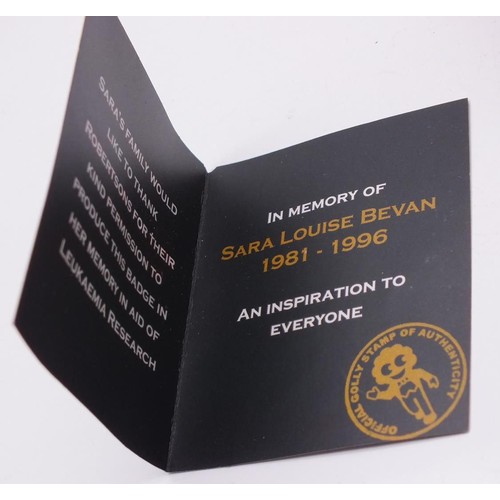 SARA'S FAMILY WOULD
LIKE TO THANK
ROBERTSONS FOR THEIR
KIND PERMISSION TO
PRODUCE THIS BADGE IN
HER MEMORY IN AID OF
LEUKAEMIA RESEARCH
IN MEMORY OF
SARA LOUISE BEVAN
1981 - 1996
AN INSPIRATION TO
EVERYONE
OFFICIAL GOLLY STAMP OF AUTHENTICITY